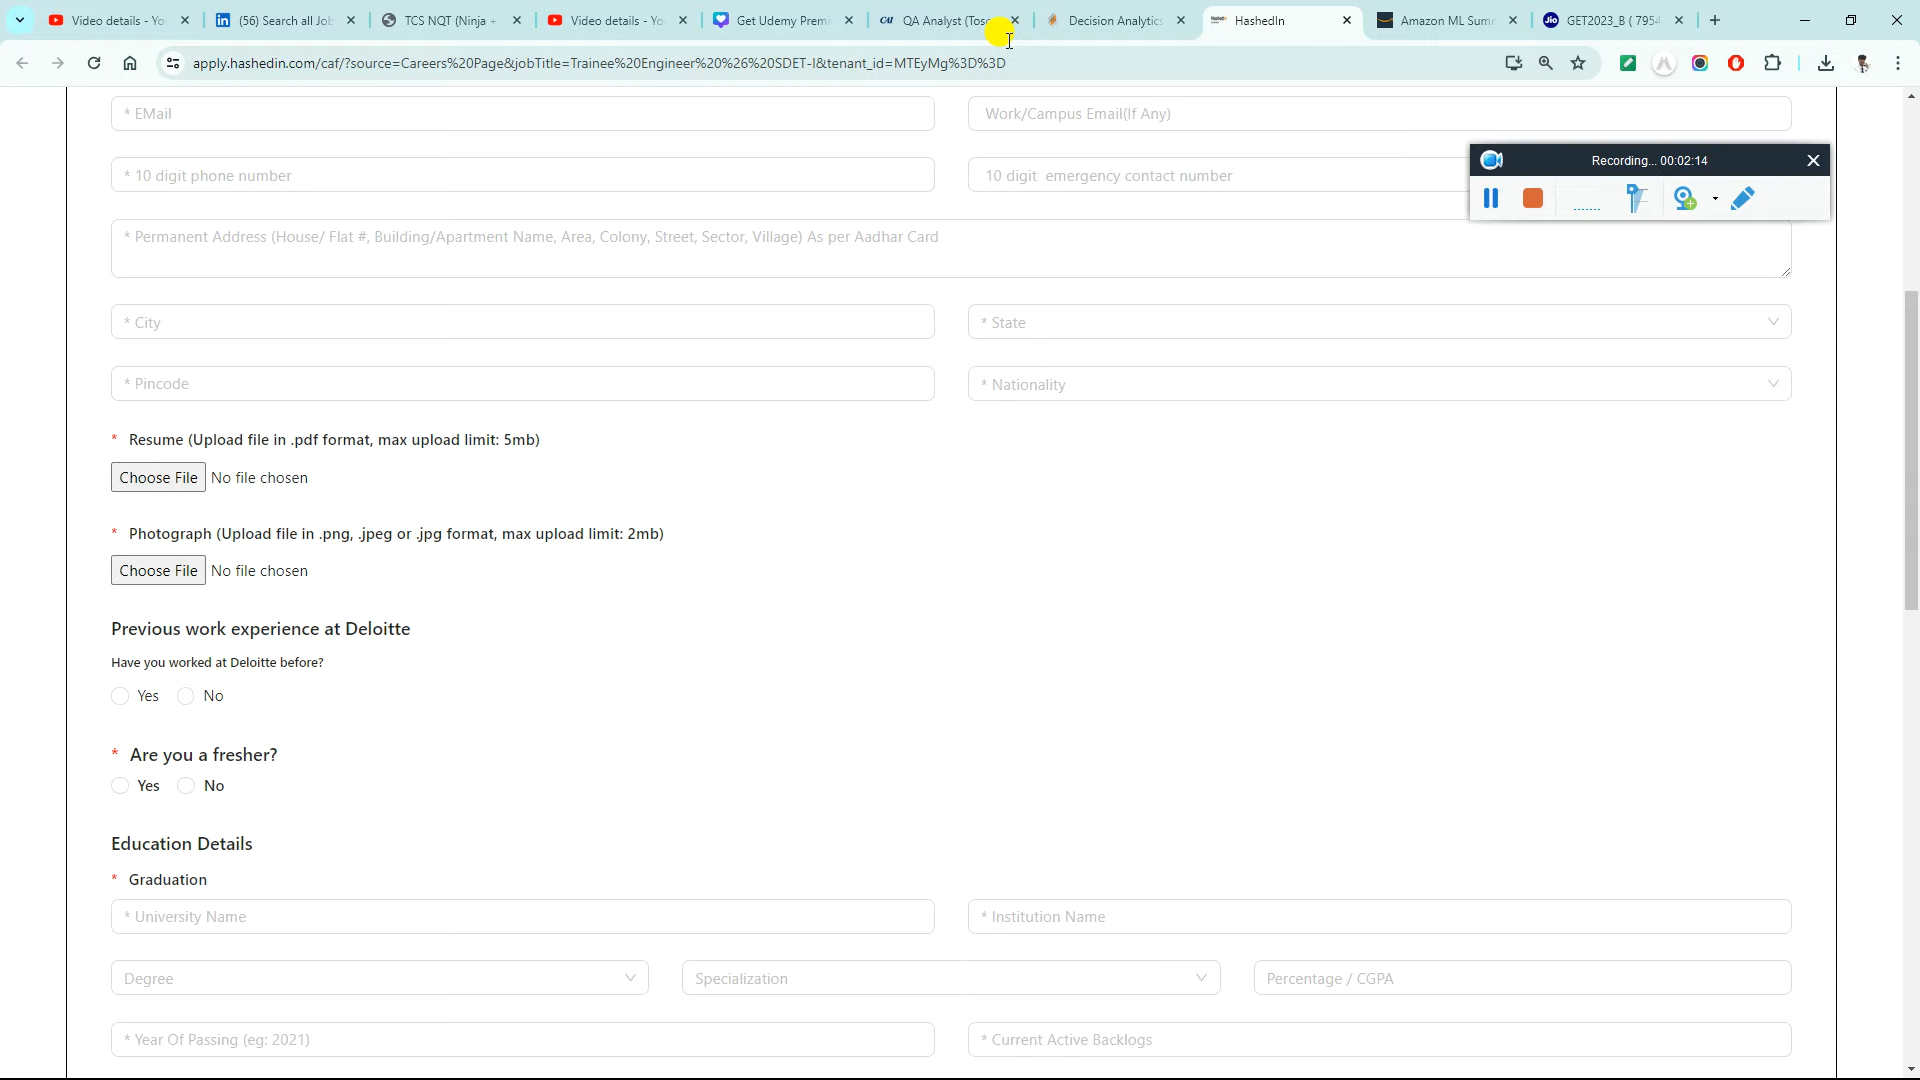 Video details - Yo
(56) Search all Job
TCS NQT (Ninja +
Video details - Yo
Get Udemy Premi
CAI QA Analyst (Tosc
Decision Analytics
HashedIn
Amazon ML Summ
Jio GET2023_B ( 7954
apply.hashedin.com/caf/?source=Careers%20Page&jobTitle=Trainee%20Engineer%20%26%20SDET-I&tenant_id=MTEyMg%3D%3D
* EMail
Work/Campus Email(If Any)
Recording... 00:02:14
* 10 digit phone number
10 digit emergency contact number
* Permanent Address (House/ Flat #, Building/Apartment Name, Area, Colony, Street, Sector, Village) As per Aadhar Card
* City
* State
* Pincode
* Nationality
* Resume (Upload file in .pdf format, max upload limit: 5mb)
Choose File No file chosen
* Photograph (Upload file in .png, .jpeg or .jpg format, max upload limit: 2mb)
Choose File No file chosen
Previous work experience at Deloitte
Have you worked at Deloitte before?
Yes No
* Are you a fresher?
Yes No
Education Details
* Graduation
* University Name
* Institution Name
Degree
Specialization
Percentage / CGPA
* Year Of Passing (eg: 2021)
* Current Active Backlogs